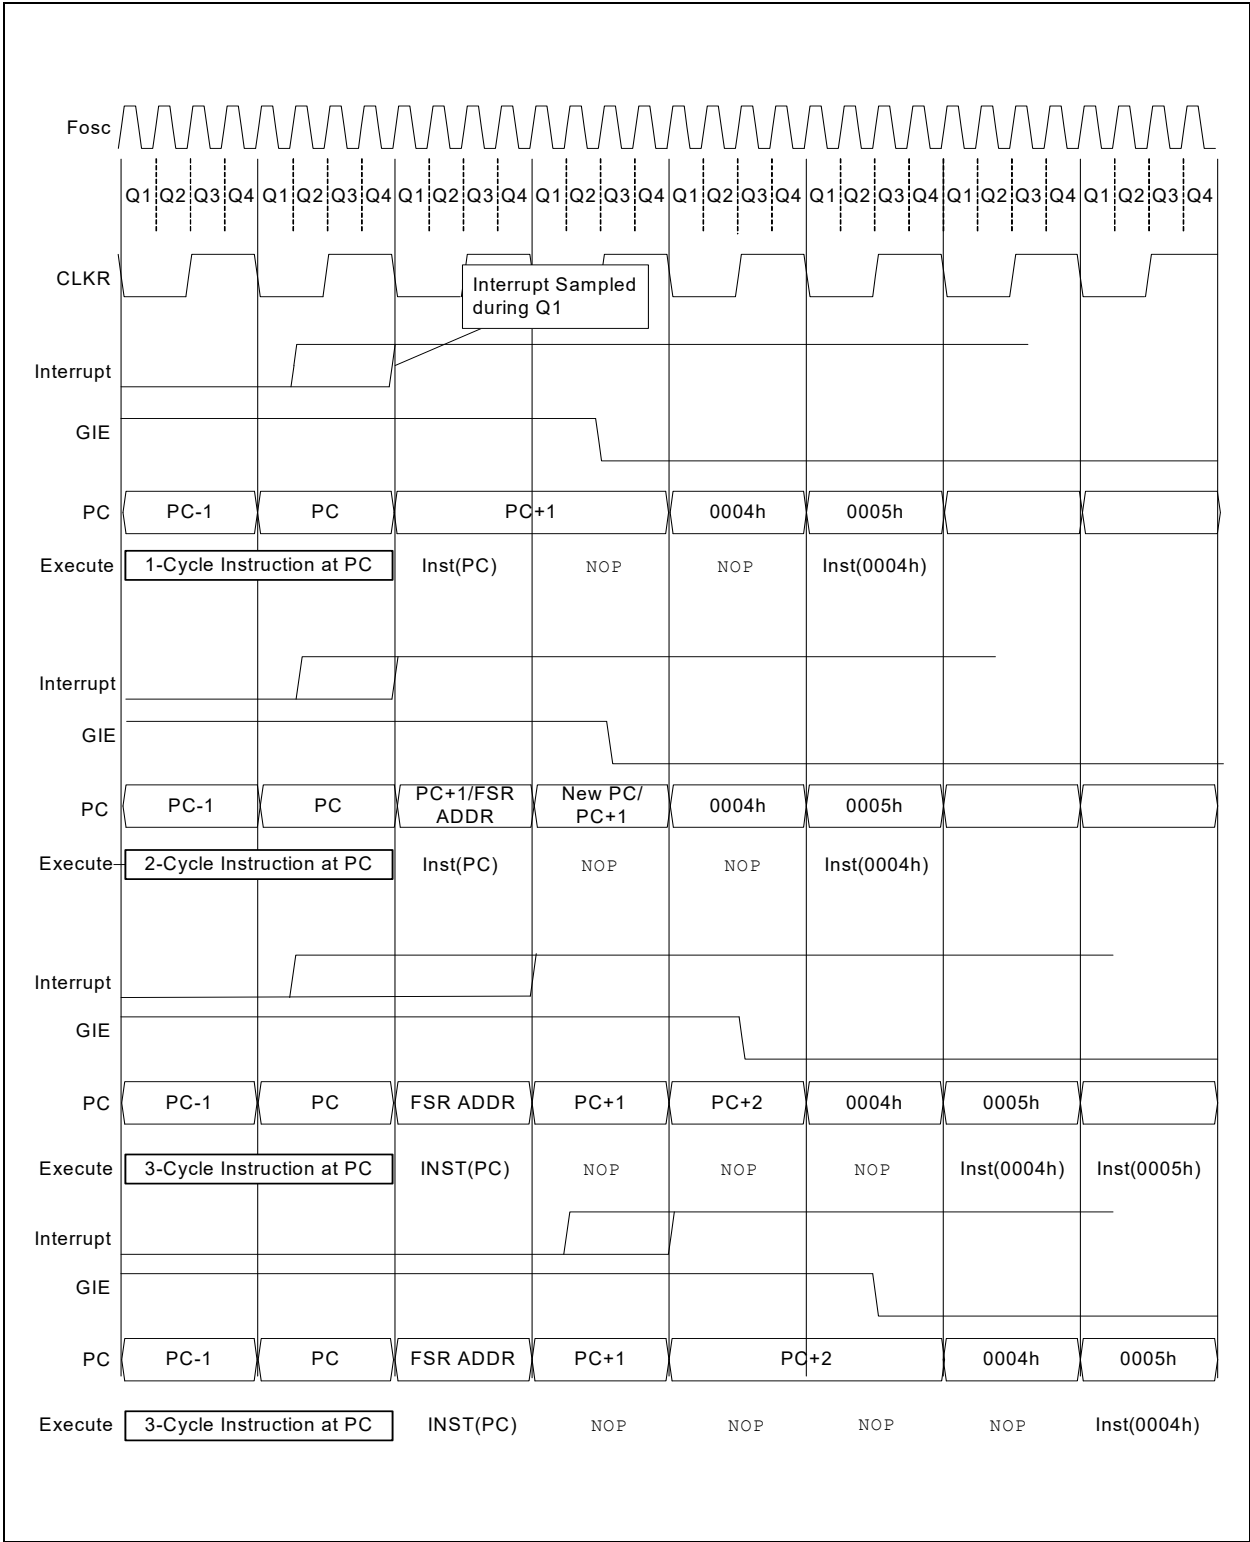 Fosc
Q1 Q2 Q3 Q4 Q1 Q2 Q3 Q4 Q1 Q2 Q3 Q4 Q1 Q2 Q3 Q4 Q1 Q2 Q3 Q4 Q1 Q2 Q3 Q4 Q1 Q2 Q3 Q4 Q1 Q2 Q3 Q4
CLKR
Interrupt Sampled
during Q1
Interrupt
GIE
PC PC-1 PC PC+1 0004h 0005h
Execute 1-Cycle Instruction at PC Inst(PC) NOP NOP Inst(0004h)
Interrupt
GIE
PC PC-1 PC PC+1/FSR ADDR New PC/ PC+1 0004h 0005h
Execute 2-Cycle Instruction at PC Inst(PC) NOP NOP Inst(0004h)
Interrupt
GIE
PC PC-1 PC FSR ADDR PC+1 PC+2 0004h 0005h
Execute 3-Cycle Instruction at PC INST(PC) NOP NOP NOP Inst(0004h) Inst(0005h)
Interrupt
GIE
PC PC-1 PC FSR ADDR PC+1 PC+2 0004h 0005h
Execute 3-Cycle Instruction at PC INST(PC) NOP NOP NOP NOP Inst(0004h)